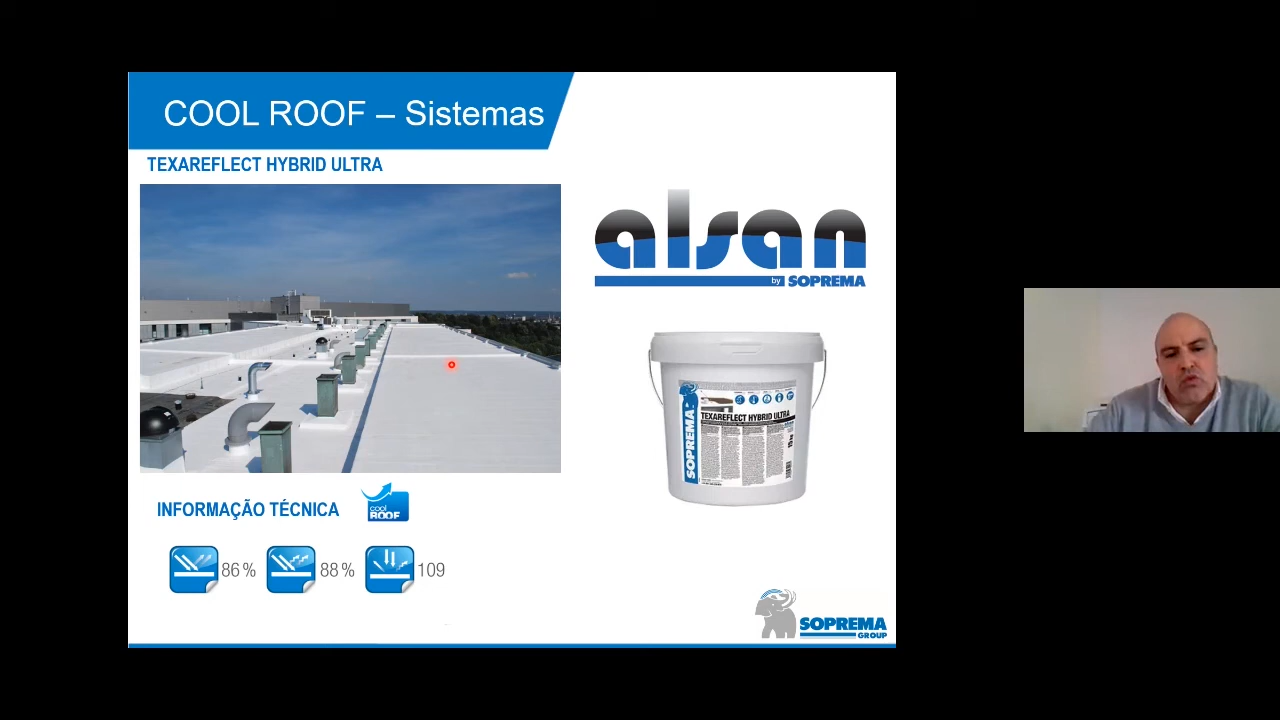 COOL ROOF – Sistemas
TEXAREFLECT HYBRID ULTRA
alsan
by SOPREMA
SOPREMA
TEXAREFLECT HYBRID ULTRA
INFORMAÇÃO TÉCNICA
cool
ROOF
86% 88% 109
SOPREMA
GROUP